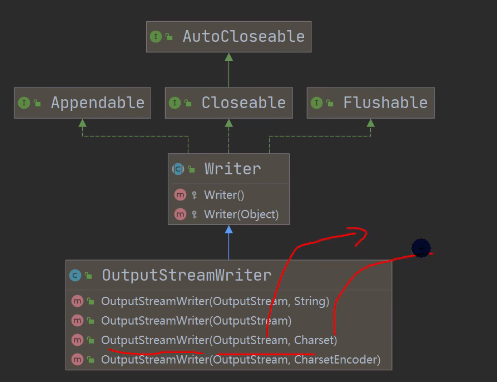 AutoCloseable
Appendable
Closeable
Flushable
Writer
Writer()
Writer(Object)
OutputStreamWriter
OutputStreamWriter(OutputStream, String)
OutputStreamWriter(OutputStream)
OutputStreamWriter(OutputStream, Charset)
OutputStreamWriter(OutputStream, CharsetEncoder)